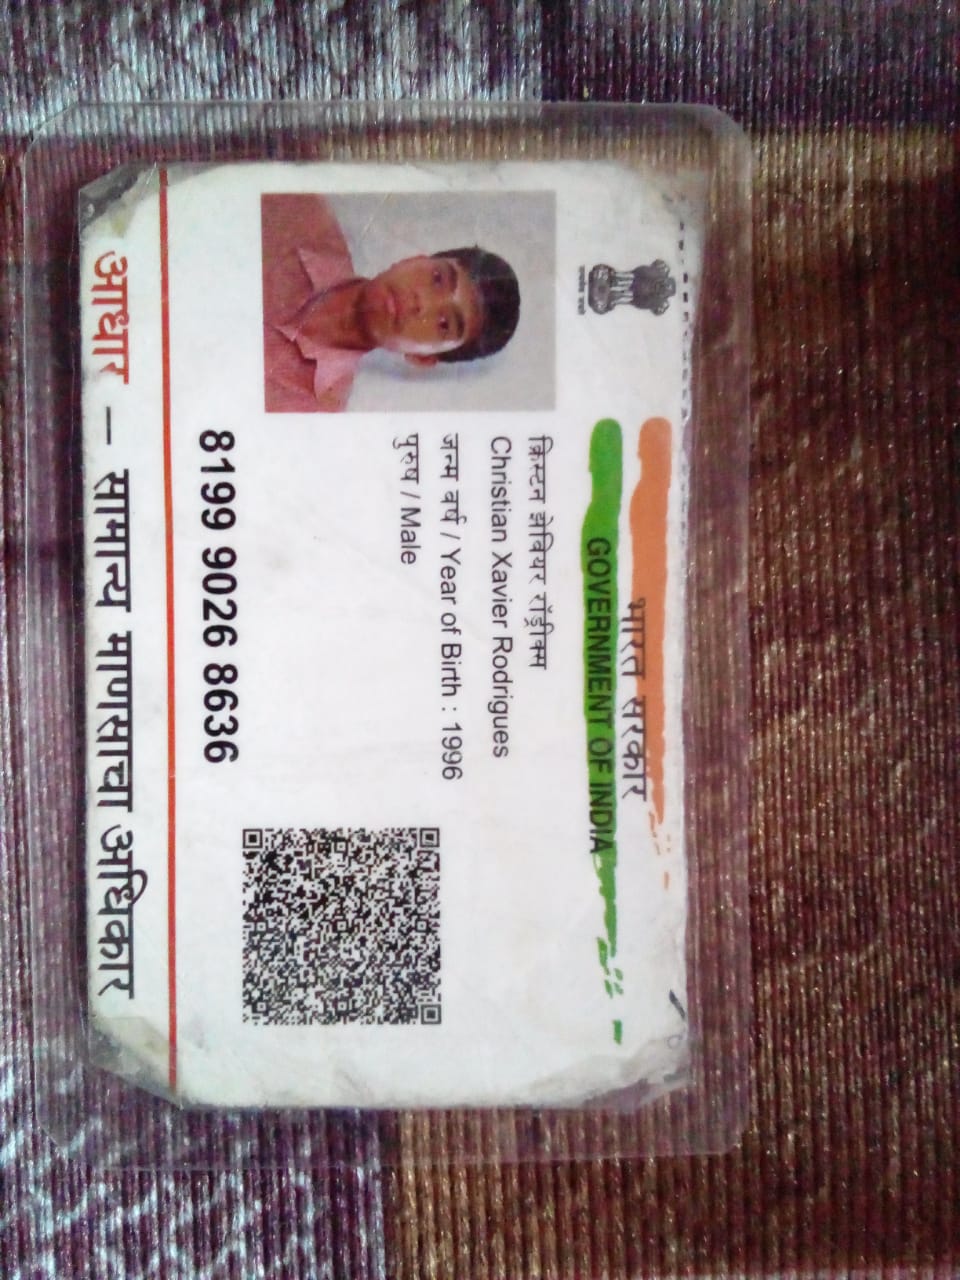 भारत सरकार
GOVERNMENT OF INDIA
क्रिस्टन झेवियर रॉड्रीक्स
Christian Xavier Rodrigues
जन्म वर्ष / Year of Birth : 1996
पुरुष / Male
8199 9026 8636
आधार – सामान्य माणसाचा अधिकार